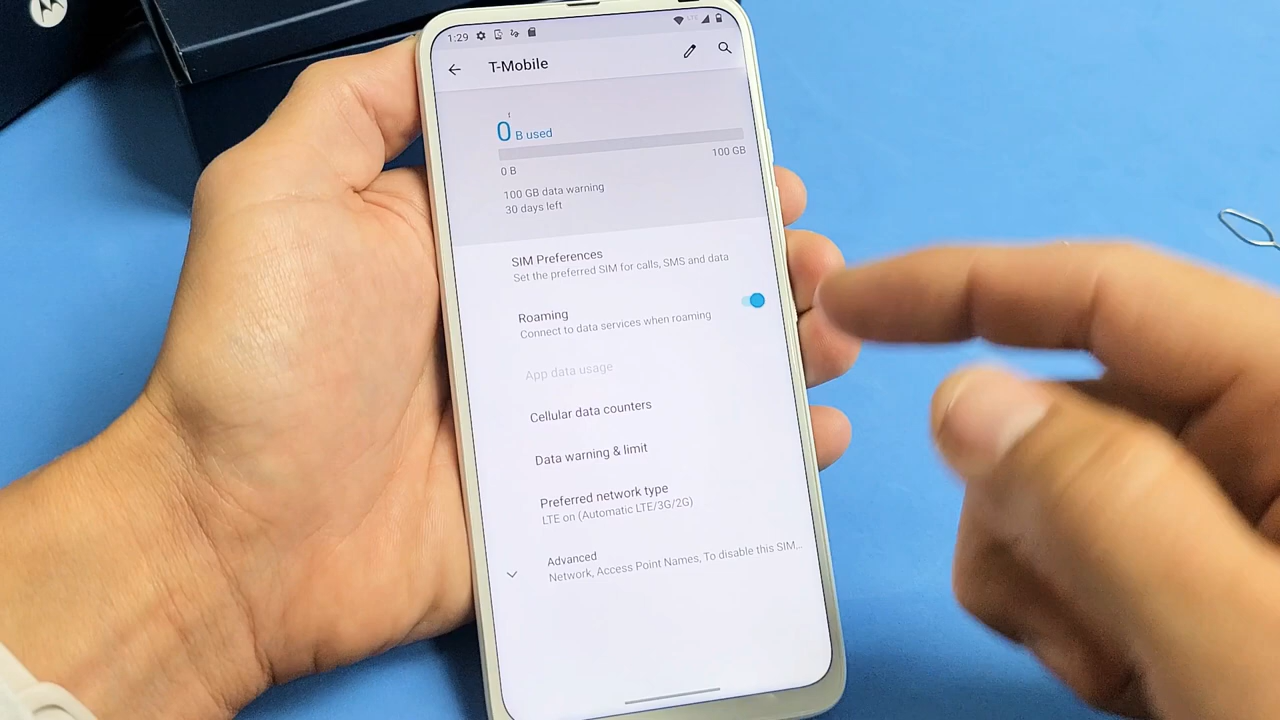 1:29 LTE
T-Mobile
0 B used
0 B 100 GB
100 GB data warning
30 days left
SIM Preferences
Set the preferred SIM for calls, SMS and data
Roaming
Connect to data services when roaming
App data usage
Cellular data counters
Data warning & limit
Preferred network type
LTE on (Automatic LTE/3G/2G)
Advanced
Network, Access Point Names, To disable this SIM...